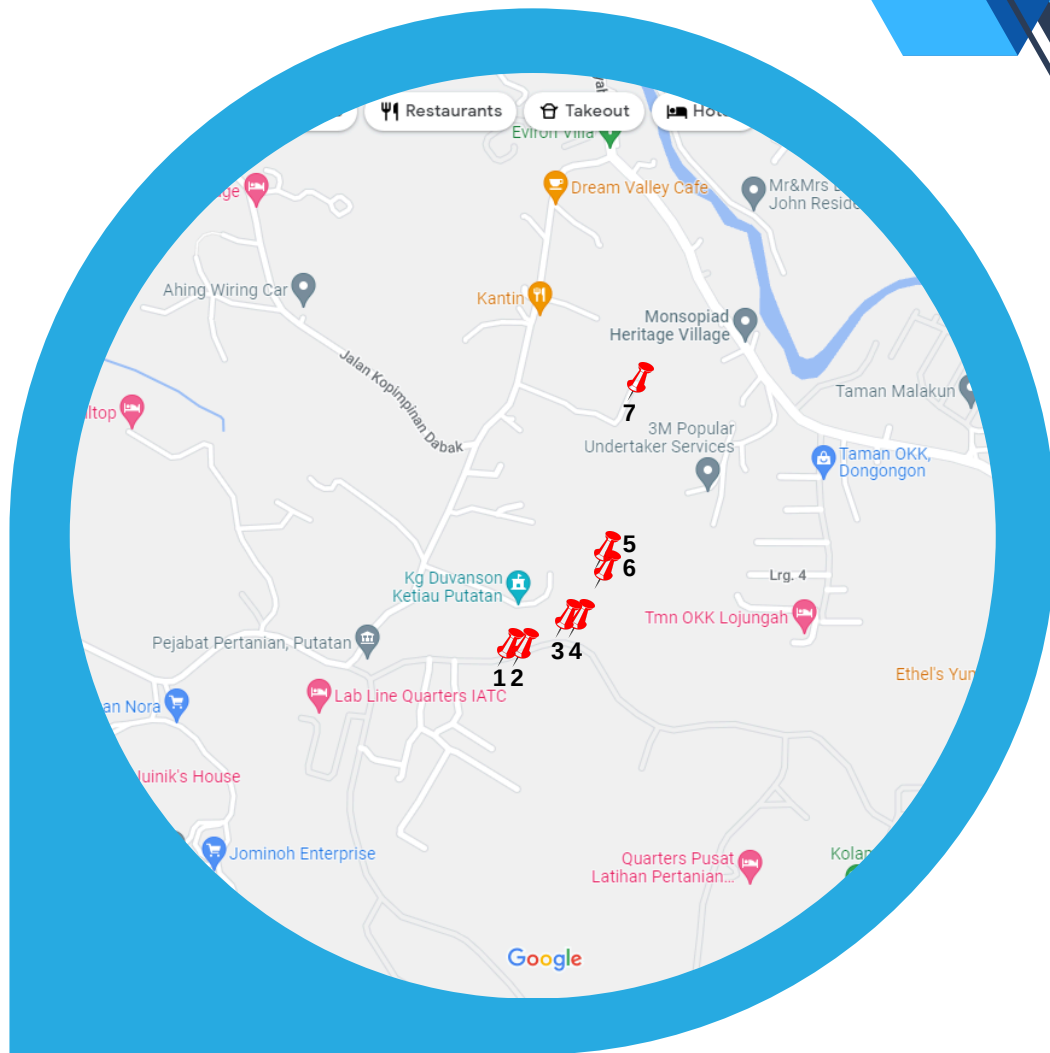 Restaurants
Takeout
Eviron Villa
Dream Valley Cafe
Mr&Mrs
John
Ahing Wiring Car
Kantin
Monsopiad
Heritage Village
Jalan Kopimpinan Dabak
Taman Malakun
7
3M Popular
Undertaker Services
Taman OKK,
Dongongon
5
6
Kg Duvanson
Ketiau Putatan
Lrg. 4
Tmn OKK Lojungah
Pejabat Pertanian, Putatan
3 4
1 2
Ethel's
Lab Line Quarters IATC
an Nora
House
Jominoh Enterprise
Quarters Pusat
Latihan Pertanian...
Google